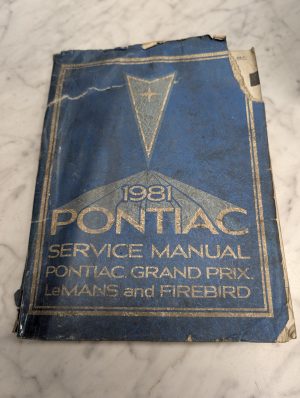 1981
PONTIAC
SERVICE MANUAL
PONTIAC, GRAND PRIX,
LeMANS and FIREBIRD